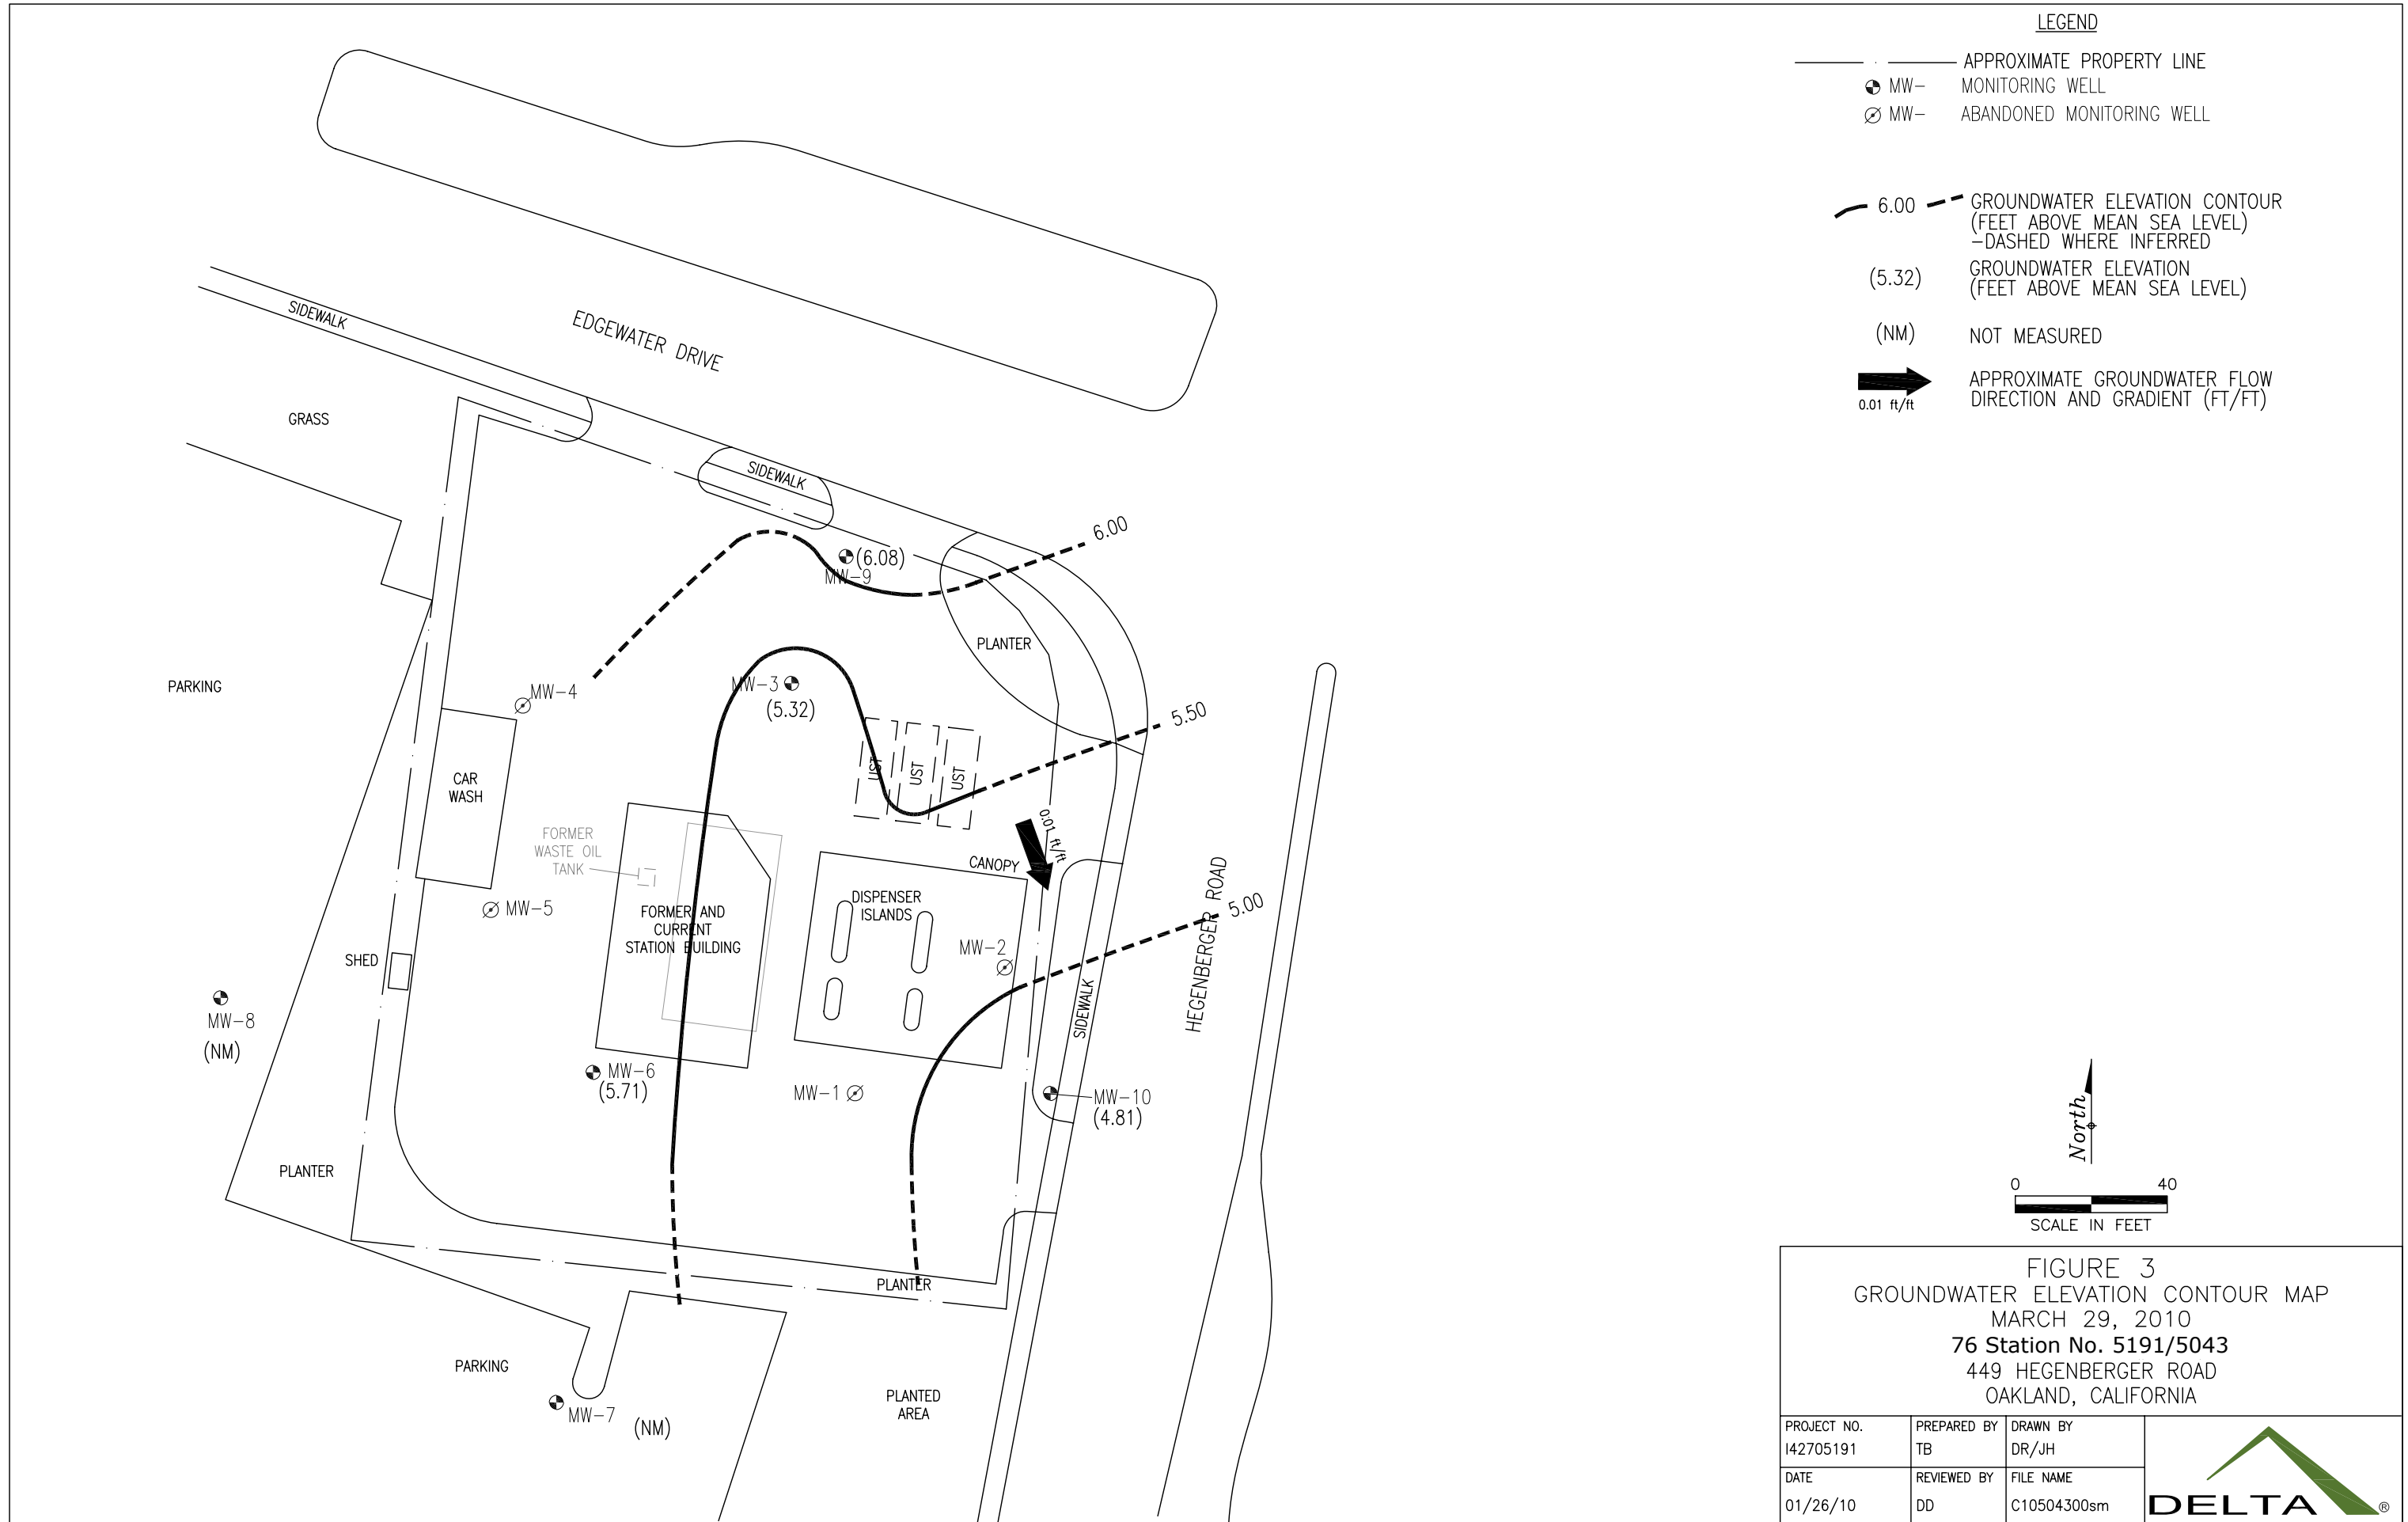 LEGEND
APPROXIMATE PROPERTY LINE
MW- MONITORING WELL
MW- ABANDONED MONITORING WELL
6.00 GROUNDWATER ELEVATION CONTOUR
(FEET ABOVE MEAN SEA LEVEL)
-DASHED WHERE INFERRED
(5.32) GROUNDWATER ELEVATION
(FEET ABOVE MEAN SEA LEVEL)
(NM) NOT MEASURED
0.01 ft/ft APPROXIMATE GROUNDWATER FLOW
DIRECTION AND GRADIENT (FT/FT)
SIDEWALK
EDGEWATER DRIVE
GRASS
SIDEWALK
6.00
(6.08)
MW-9
PLANTER
PARKING
MW-4
MW-3
(5.32)
5.50
UST
UST
UST
CAR
WASH
FORMER
WASTE OIL
TANK
0.01 ft/ft
CANOPY
DISPENSER
ISLANDS
HEGENBERGER ROAD
5.00
MW-5
FORMER AND
CURRENT
STATION BUILDING
MW-2
SHED
SIDEWALK
MW-8
(NM)
MW-6
(5.71)
MW-1
MW-10
(4.81)
PLANTER
PLANTER
PARKING
PLANTED
AREA
MW-7 (NM)
North
0 40
SCALE IN FEET
FIGURE 3
GROUNDWATER ELEVATION CONTOUR MAP
MARCH 29, 2010
76 Station No. 5191/5043
449 HEGENBERGER ROAD
OAKLAND, CALIFORNIA
PROJECT NO.
I42705191
PREPARED BY
TB
DRAWN BY
DR/JH
DATE
01/26/10
REVIEWED BY
DD
FILE NAME
C10504300sm
DELTA ®